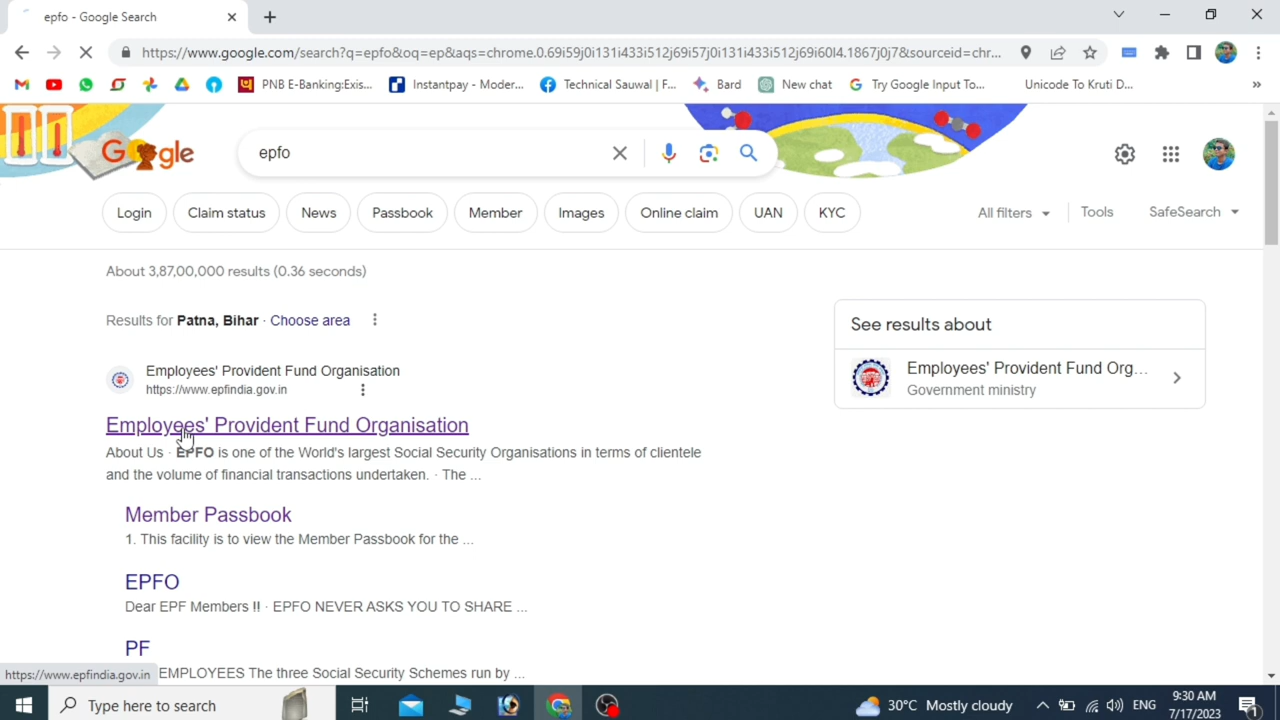 epfo - Google Search
https://www.google.com/search?q=epfo&oq=ep&aqs=chrome.0.69i59j0i131i433i512j69i57j0i131i433i512j69i60l4.1867j0j7&sourceid=chr...
PNB E-Banking:Exis... Instantpay - Moder... Technical Sauwal | F... Bard New chat Try Google Input To... Unicode To Kruti D... »
Google epfo
Login Claim status News Passbook Member Images Online claim UAN KYC All filters Tools SafeSearch
About 3,87,00,000 results (0.36 seconds)
Results for Patna, Bihar · Choose area
See results about
Employees' Provident Fund Organisation
https://www.epfindia.gov.in
Employees' Provident Fund Org...
Government ministry
Employees' Provident Fund Organisation
About Us · EPFO is one of the World's largest Social Security Organisations in terms of clientele
and the volume of financial transactions undertaken. · The ...
Member Passbook
1. This facility is to view the Member Passbook for the ...
EPFO
Dear EPF Members !! · EPFO NEVER ASKS YOU TO SHARE ...
PF
EMPLOYEES The three Social Security Schemes run by ...
https://www.epfindia.gov.in
Type here to search
30°C Mostly cloudy ENG
9:30 AM
7/17/2023
1